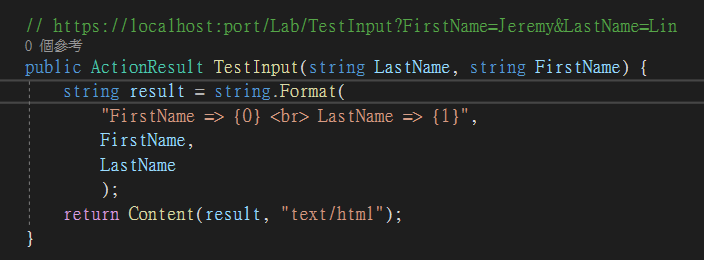 // https://localhost:port/Lab/TestInput?FirstName=Jeremy&LastName=Lin
0 個參考
public ActionResult TestInput(string LastName, string FirstName) {
string result = string.Format(
"FirstName => {0} <br> LastName => {1}",
FirstName,
LastName
);
return Content(result, "text/html");
}